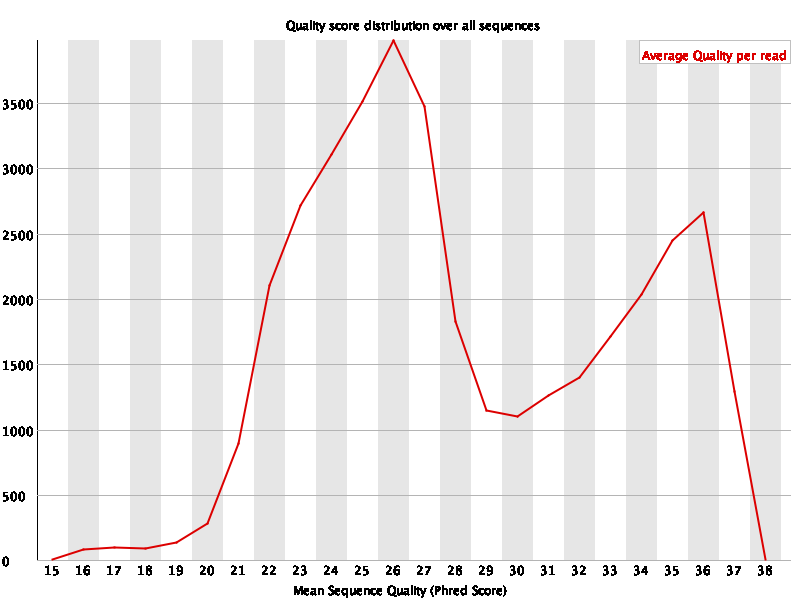 Quality score distribution over all sequences
Average Quality per read
3500
3000
2500
2000
1500
1000
500
0
15 16 17 18 19 20 21 22 23 24 25 26 27 28 29 30 31 32 33 34 35 36 37 38
Mean Sequence Quality (Phred Score)